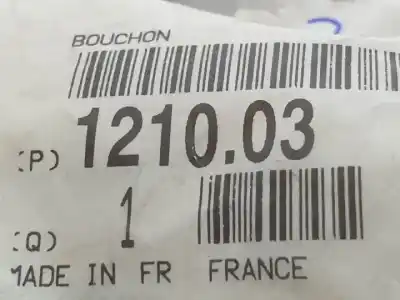 BOUCHON
(P) 1210.03
(Q) 1
MADE IN FR FRANCE